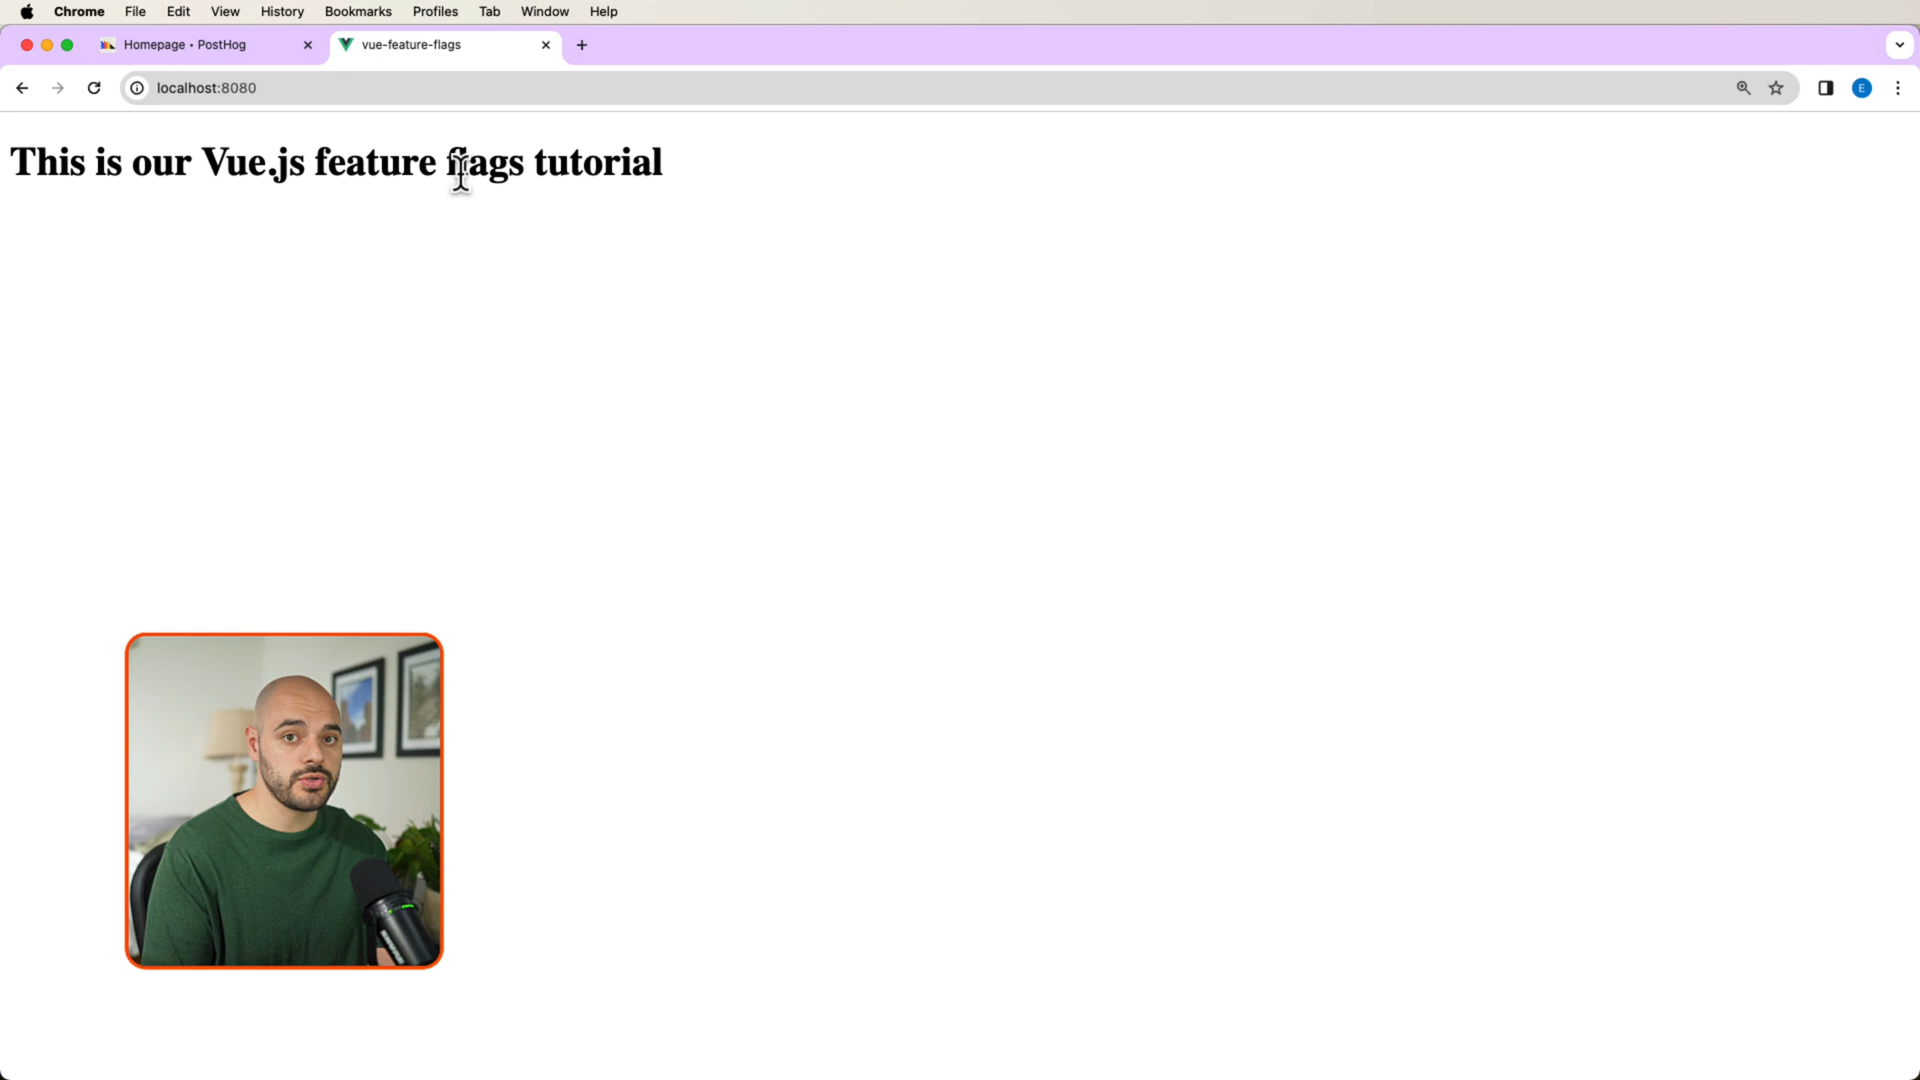 Chrome File Edit View History Bookmarks Profiles Tab Window Help
Homepage • PostHog
vue-feature-flags
localhost:8080
E
This is our Vue.js feature flags tutorial